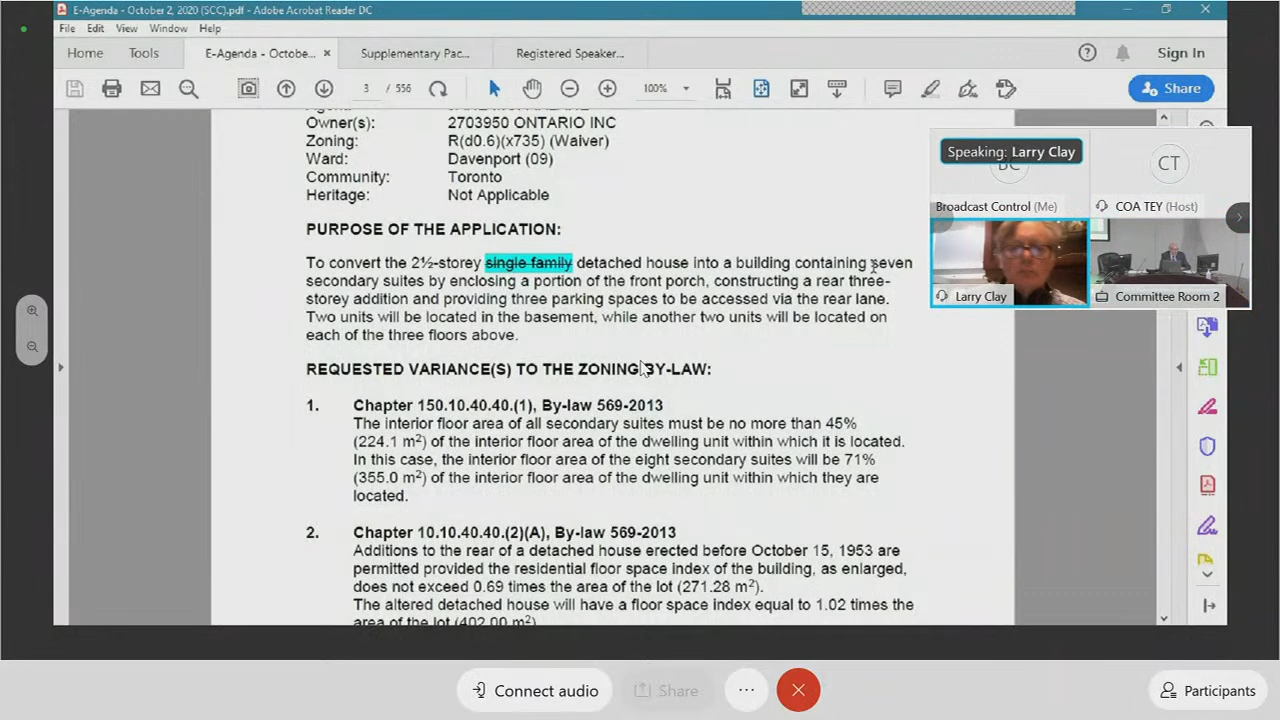 E-Agenda - October 2, 2020 (SCC).pdf - Adobe Acrobat Reader DC
File Edit View Window Help
Home Tools E-Agenda - Octobe... × Supplementary Pac... Registered Speaker... Sign In
3 / 556 100% Share
Owner(s): 2703950 ONTARIO INC
Zoning: R(d0.6)(x735) (Waiver)
Ward: Davenport (09)
Community: Toronto
Heritage: Not Applicable
PURPOSE OF THE APPLICATION:
To convert the 2½-storey single family detached house into a building containing seven
secondary suites by enclosing a portion of the front porch, constructing a rear three-
storey addition and providing three parking spaces to be accessed via the rear lane.
Two units will be located in the basement, while another two units will be located on
each of the three floors above.
REQUESTED VARIANCE(S) TO THE ZONING BY-LAW:
1. Chapter 150.10.40.40.(1), By-law 569-2013
The interior floor area of all secondary suites must be no more than 45%
(224.1 m²) of the interior floor area of the dwelling unit within which it is located.
In this case, the interior floor area of the eight secondary suites will be 71%
(355.0 m²) of the interior floor area of the dwelling unit within which they are
located.
2. Chapter 10.10.40.40.(2)(A), By-law 569-2013
Additions to the rear of a detached house erected before October 15, 1953 are
permitted provided the residential floor space index of the building, as enlarged,
does not exceed 0.69 times the area of the lot (271.28 m²).
The altered detached house will have a floor space index equal to 1.02 times the
area of the lot (402.00 m²).
Speaking: Larry Clay
BC CT
Broadcast Control (Me) COA TEY (Host)
Larry Clay Committee Room 2
Connect audio Share Participants